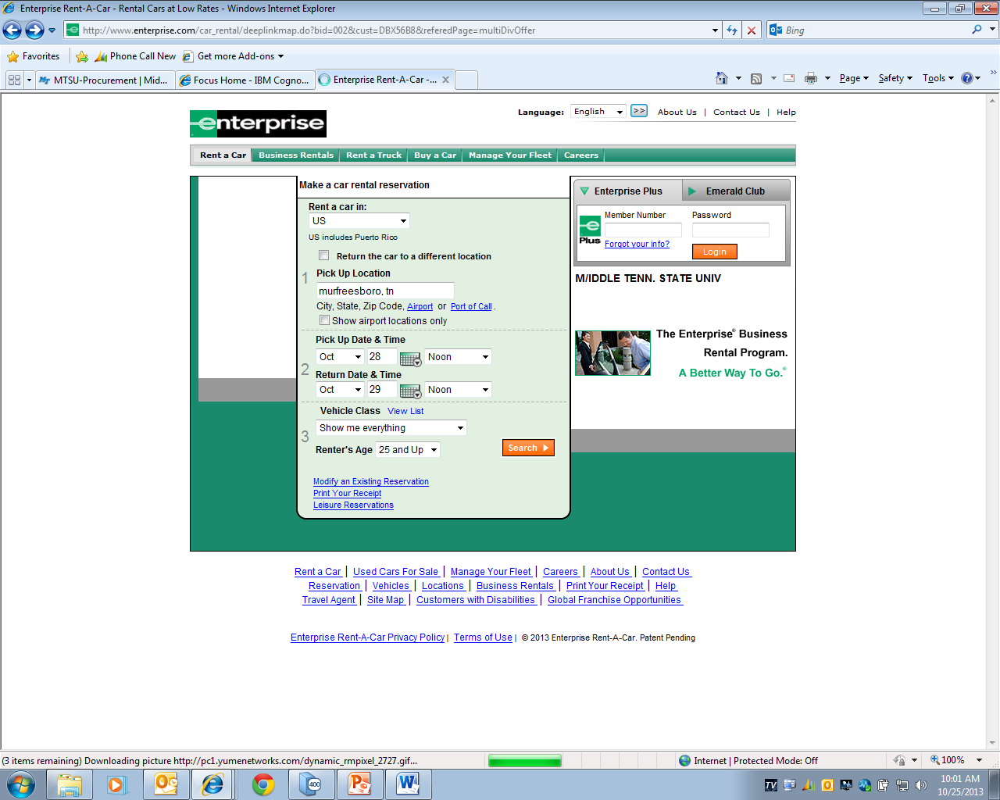 Enterprise Rent-A-Car - Rental Cars at Low Rates - Windows Internet Explorer
http://www.enterprise.com/car_rental/deeplinkmap.do?bid=002&cust=DBX56B8&referedPage=multiDivOffer
Bing
Favorites Phone Call New Get more Add-ons
MTSU-Procurement | Mid... Focus Home - IBM Cogno... Enterprise Rent-A-Car -... Page Safety Tools
Language: English >> About Us | Contact Us | Help
enterprise
Rent a Car Business Rentals Rent a Truck Buy a Car Manage Your Fleet Careers
Make a car rental reservation
Rent a car in:
US
US includes Puerto Rico
Return the car to a different location
1 Pick Up Location
murfreesboro, tn
City, State, Zip Code, Airport or Port of Call .
Show airport locations only
2 Pick Up Date & Time
Oct 28 Noon
Return Date & Time
Oct 29 Noon
3 Vehicle Class View List
Show me everything
Renter's Age 25 and Up Search
Modify an Existing Reservation
Print Your Receipt
Leisure Reservations
Enterprise Plus Emerald Club
Member Number Password
e Plus
Forgot your info? Login
M/IDDLE TENN. STATE UNIV
The Enterprise® Business
Rental Program.
A Better Way To Go.®
Rent a Car | Used Cars For Sale | Manage Your Fleet | Careers | About Us | Contact Us
Reservation | Vehicles | Locations | Business Rentals | Print Your Receipt | Help
Travel Agent | Site Map | Customers with Disabilities | Global Franchise Opportunities
Enterprise Rent-A-Car Privacy Policy | Terms of Use | © 2013 Enterprise Rent-A-Car. Patent Pending
(3 items remaining) Downloading picture http://pc1.yumenetworks.com/dynamic_rmpixel_2727.gif... Internet | Protected Mode: Off 100%
400
TV
10:01 AM
10/25/2013